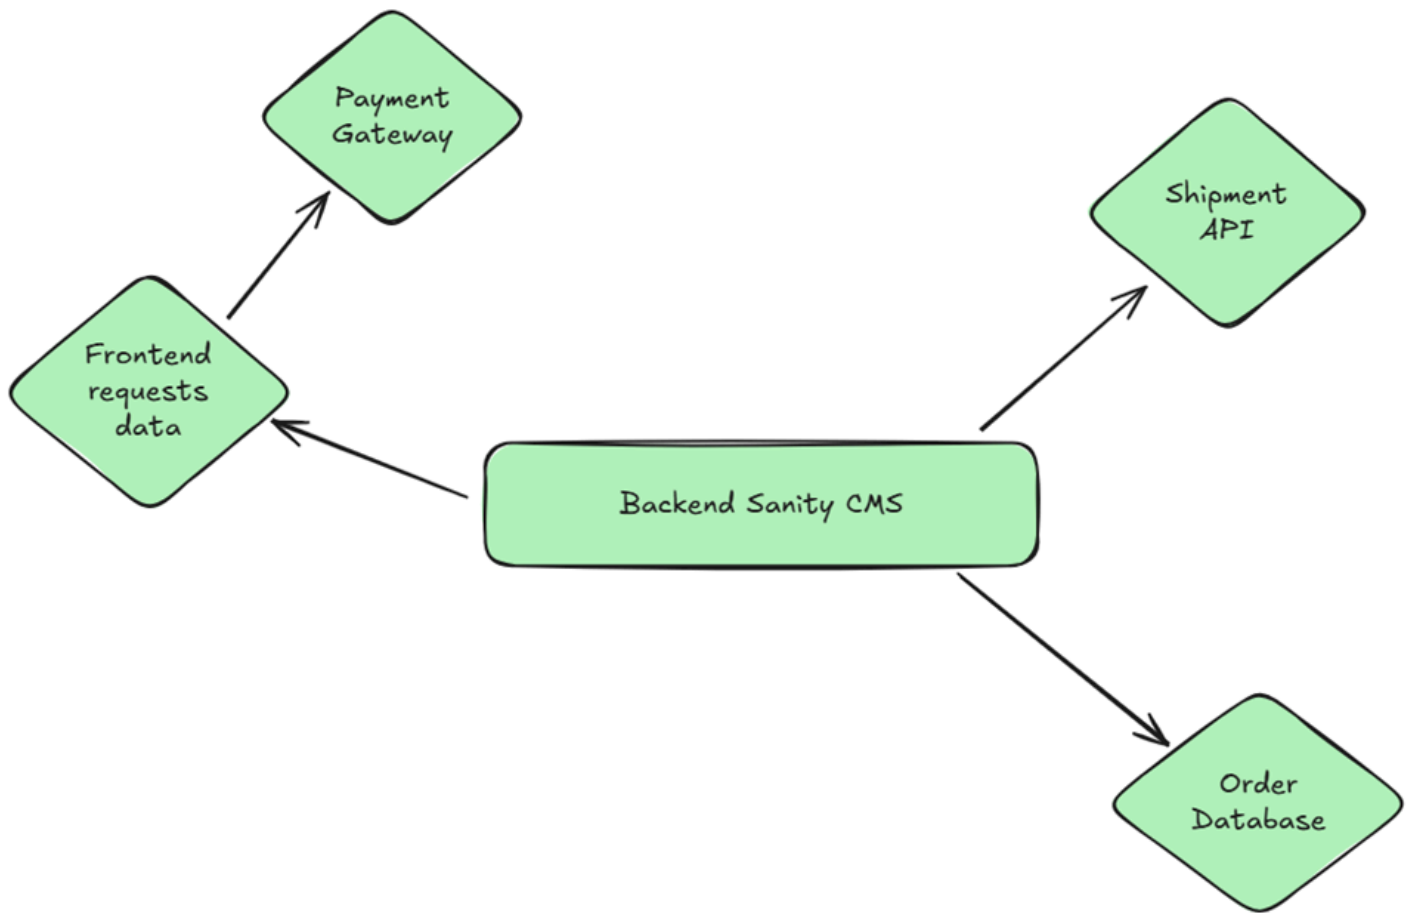 Payment
Gateway
Shipment
API
Frontend
requests
data
Backend Sanity CMS
Order
Database